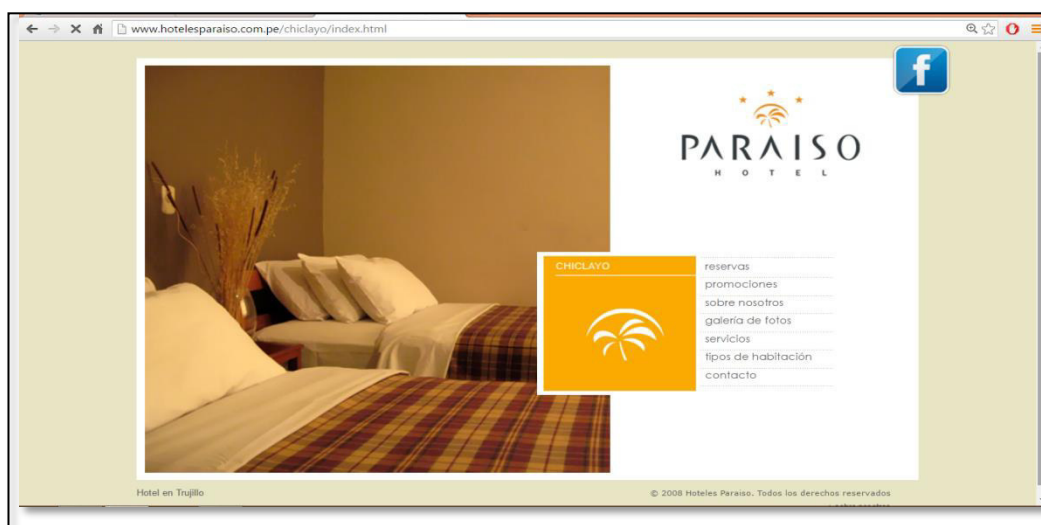 www.hotelesparaiso.com.pe/chiclayo/index.html
f
PARAISO
HOTEL
CHICLAYO
reservas
promociones
sobre nosotros
galería de fotos
servicios
tipos de habitación
contacto
Hotel en Trujillo
© 2008 Hoteles Paraiso. Todos los derechos reservados